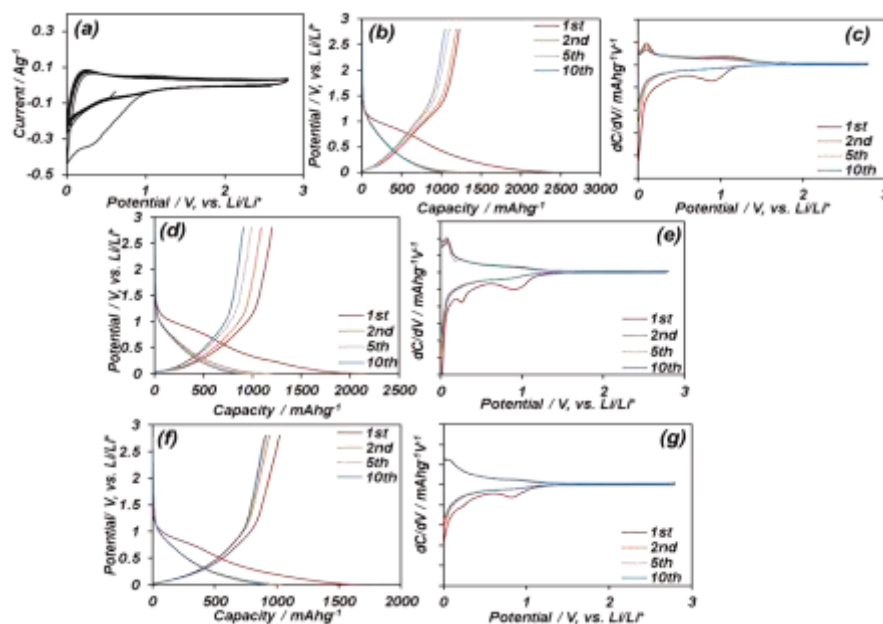 (a)
Current / Ag-1
0.3
0.1
-0.1
-0.3
-0.5
0
1
2
3
Potential / V, vs. Li/Li+
(b)
Potential / V, vs. Li/Li+
3
2.5
2
1.5
1
0.5
0
0 500 1000 1500 2000 2500 3000
Capacity / mAhg-1
1st
2nd
5th
10th
(c)
dC/dV/ mAhg-1V-1
0 1 2 3
Potential / V, vs. Li/Li+
1st
2nd
5th
10th
(d)
Potential / V, vs. Li/Li+
3
2.5
2
1.5
1
0.5
0
0 500 1000 1500 2000 2500
Capacity / mAhg-1
1st
2nd
5th
10th
(e)
dC/dV / mAhg-1V-1
0 1 2 3
Potential / V, vs. Li/Li+
1st
2nd
5th
10th
(f)
Potential/ V, vs. Li/Li+
3
2.5
2
1.5
1
0.5
0
0 500 1000 1500 2000
Capacity / mAhg-1
1st
2nd
5th
10th
(g)
dC/dV / mAhg-1V-1
0 1 2 3
Potential / V, vs. Li/Li+
1st
2nd
5th
10th